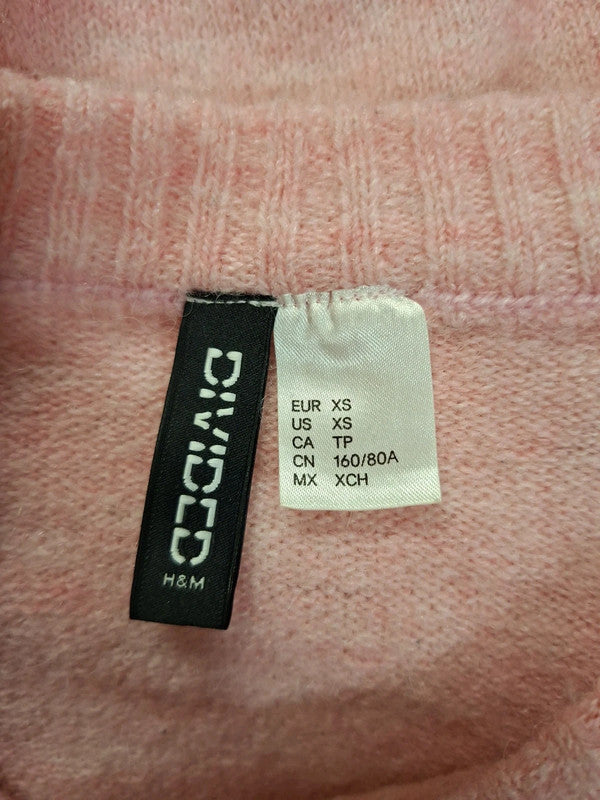 DIVIDED
H&M
EUR XS
US XS
CA TP
CN 160/80A
MX XCH